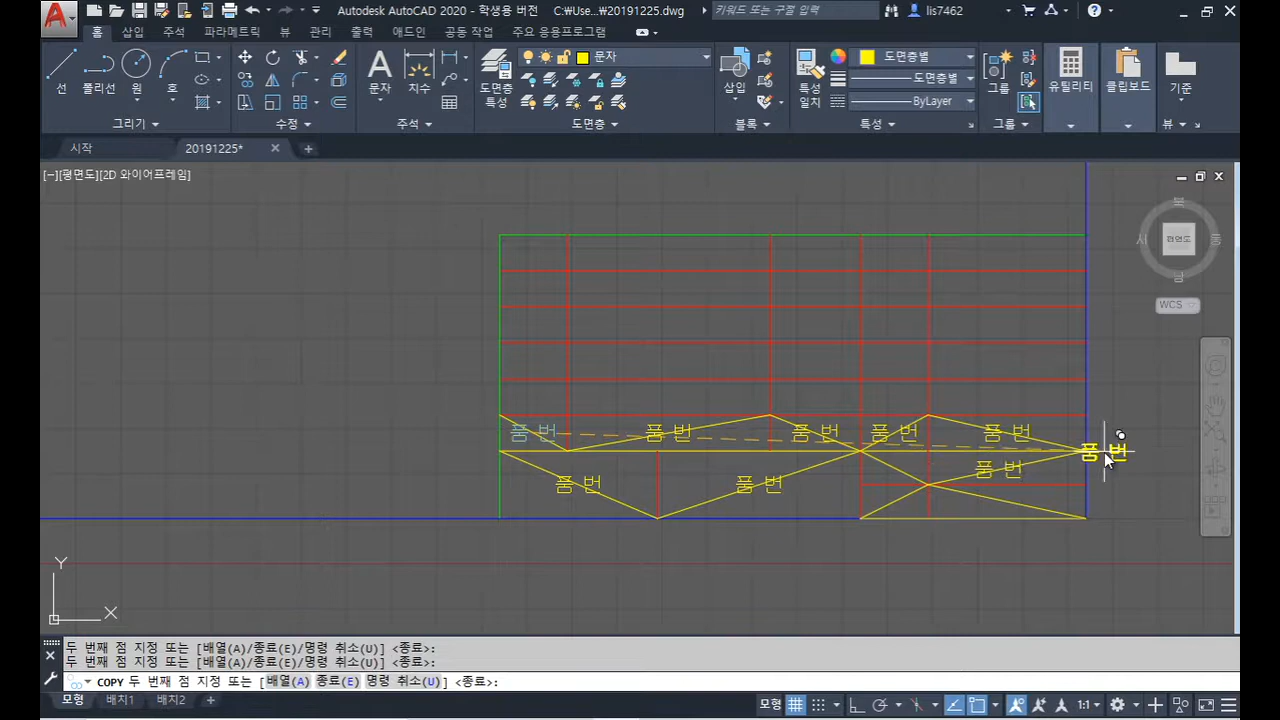 Autodesk AutoCAD 2020 - 학생용 버전 C:₩Use...₩20191225.dwg 키워드 또는 구절 입력 lis7462
홈 삽입 주석 파라메트릭 뷰 관리 출력 애드인 공동 작업 주요 응용프로그램
문자 도면층별
도면층별
ByLayer
선 폴리선 원 호 문자 치수 도면층 특성 삽입 특성 일치 그룹 유틸리티 클립보드 기준
그리기 수정 주석 도면층 블록 특성 그룹 뷰
시작 20191225*
[−][평면도][2D 와이어프레임]
북
서 평면도 동
남
WCS
품 번 품 번 품 번 품 번 품 번
품 번
품 번
품 번 품 번
Y
X
두 번째 점 지정 또는 [배열(A)/종료(E)/명령 취소(U)] <종료>:
두 번째 점 지정 또는 [배열(A)/종료(E)/명령 취소(U)] <종료>:
COPY 두 번째 점 지정 또는 [배열(A) 종료(E) 명령 취소(U)] <종료>:
모형 배치1 배치2 모형 1:1